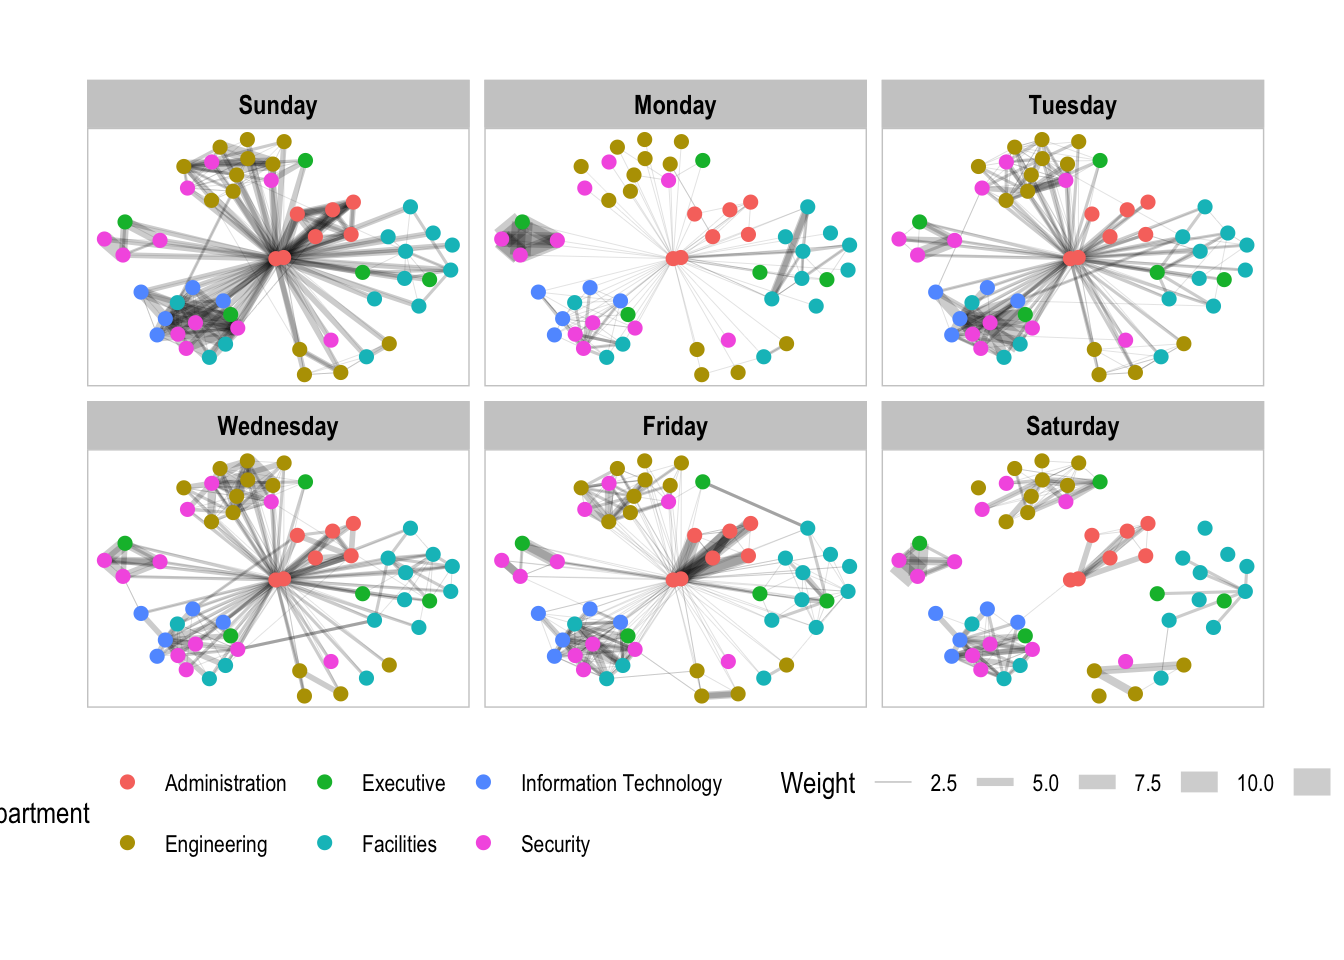 Sunday
Monday
Tuesday
Wednesday
Friday
Saturday
partment
Administration
Executive
Information Technology
Engineering
Facilities
Security
Weight
2.5
5.0
7.5
10.0